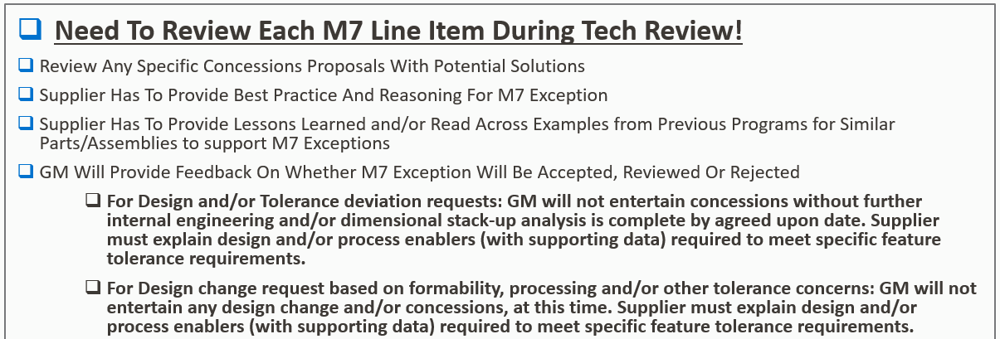 Need To Review Each M7 Line Item During Tech Review!
Review Any Specific Concessions Proposals With Potential Solutions
Supplier Has To Provide Best Practice And Reasoning For M7 Exception
Supplier Has To Provide Lessons Learned and/or Read Across Examples from Previous Programs for Similar
Parts/Assemblies to support M7 Exceptions
GM Will Provide Feedback On Whether M7 Exception Will Be Accepted, Reviewed Or Rejected
For Design and/or Tolerance deviation requests: GM will not entertain concessions without further
internal engineering and/or dimensional stack-up analysis is complete by agreed upon date. Supplier
must explain design and/or process enablers (with supporting data) required to meet specific feature
tolerance requirements.
For Design change request based on formability, processing and/or other tolerance concerns: GM will not
entertain any design change and/or concessions, at this time. Supplier must explain design and/or
process enablers (with supporting data) required to meet specific feature tolerance requirements.